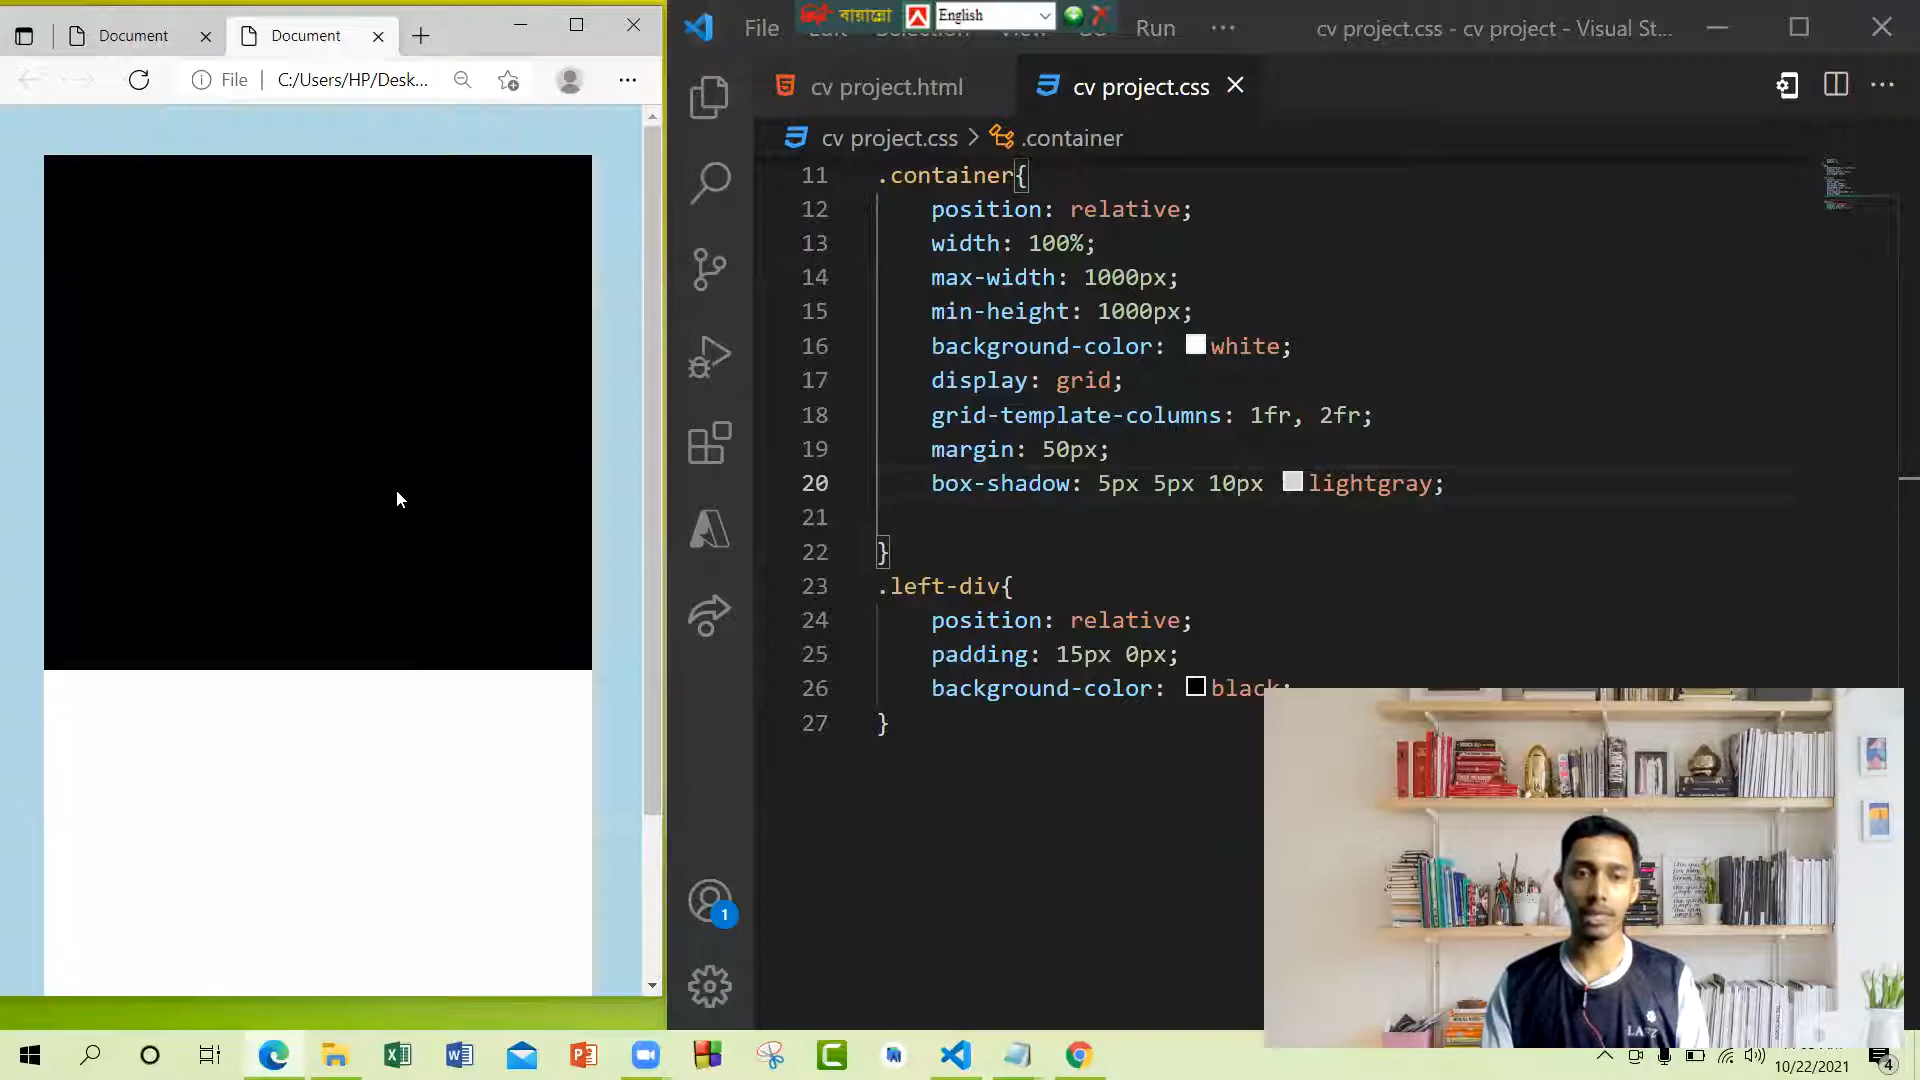 Document
Document
File
C:/Users/HP/Desk...
বায়ান্নো
English
File
Run
cv project.css - cv project - Visual St...
cv project.html
cv project.css
cv project.css > .container
11 .container{
12 position: relative;
13 width: 100%;
14 max-width: 1000px;
15 min-height: 1000px;
16 background-color: white;
17 display: grid;
18 grid-template-columns: 1fr, 2fr;
19 margin: 50px;
20 box-shadow: 5px 5px 10px lightgray;
21
22 }
23 .left-div{
24 position: relative;
25 padding: 15px 0px;
26 background-color: black;
27 }
1
LAFZ
10/22/2021
4